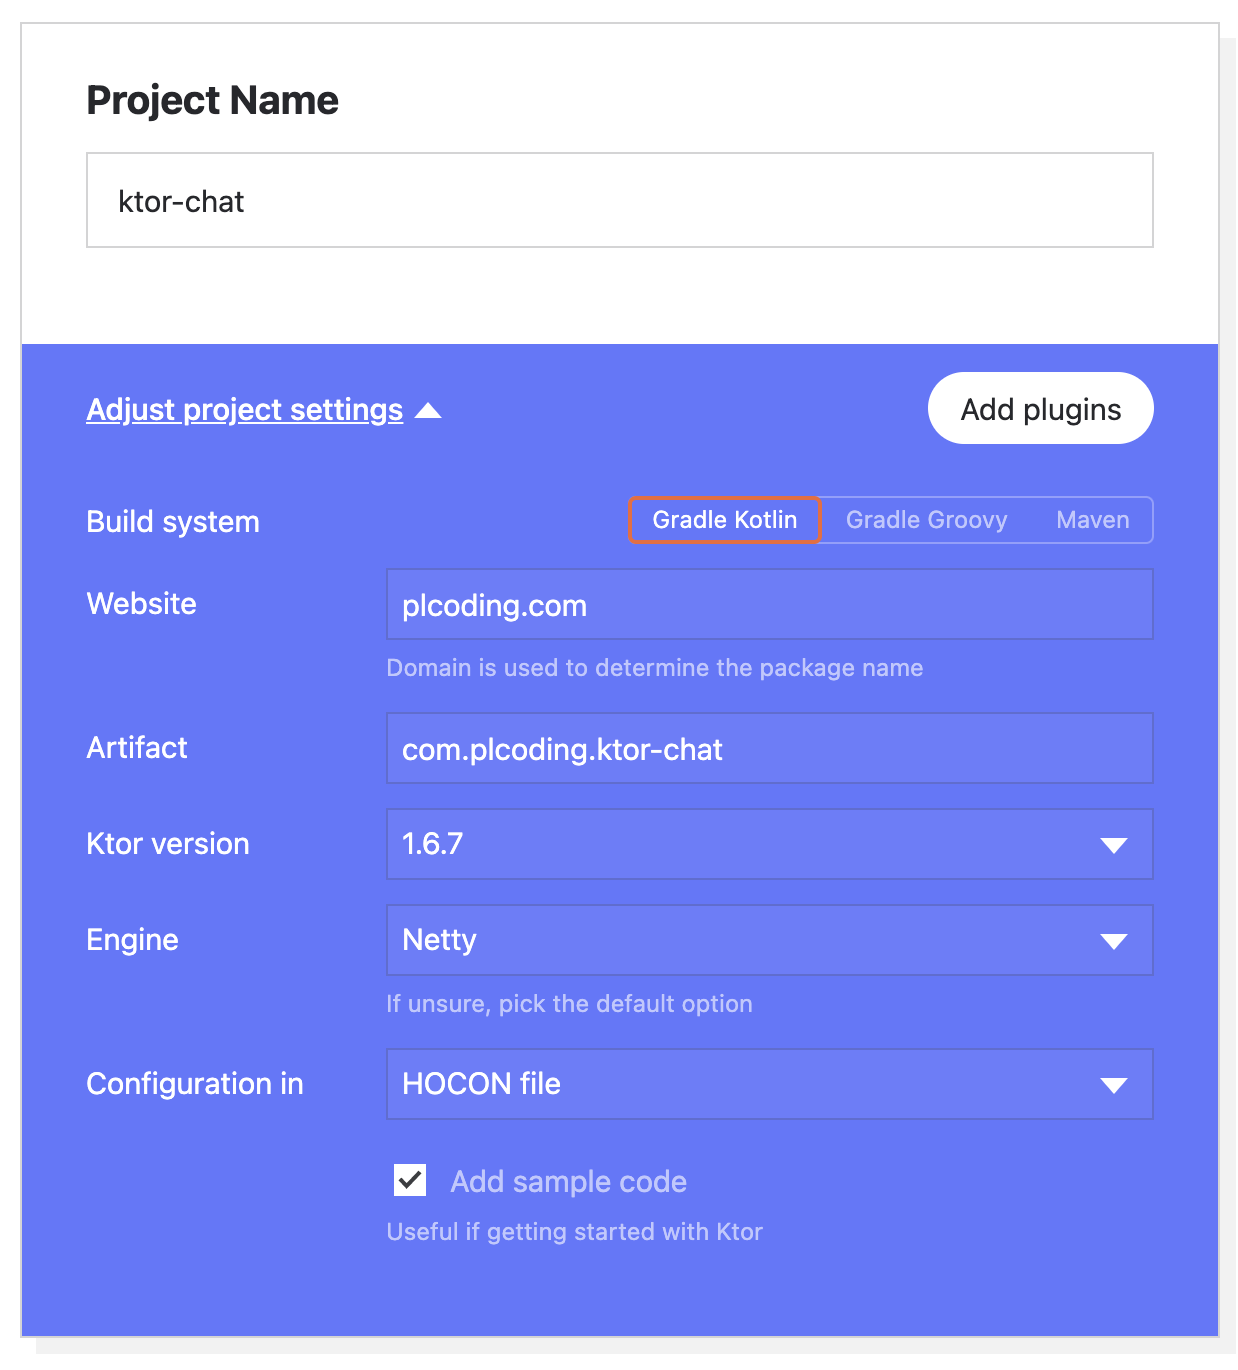 Project Name
ktor-chat
Adjust project settings
Add plugins
Build system
Gradle Kotlin
Gradle Groovy
Maven
Website
plcoding.com
Domain is used to determine the package name
Artifact
com.plcoding.ktor-chat
Ktor version
1.6.7
Engine
Netty
If unsure, pick the default option
Configuration in
HOCON file
Add sample code
Useful if getting started with Ktor